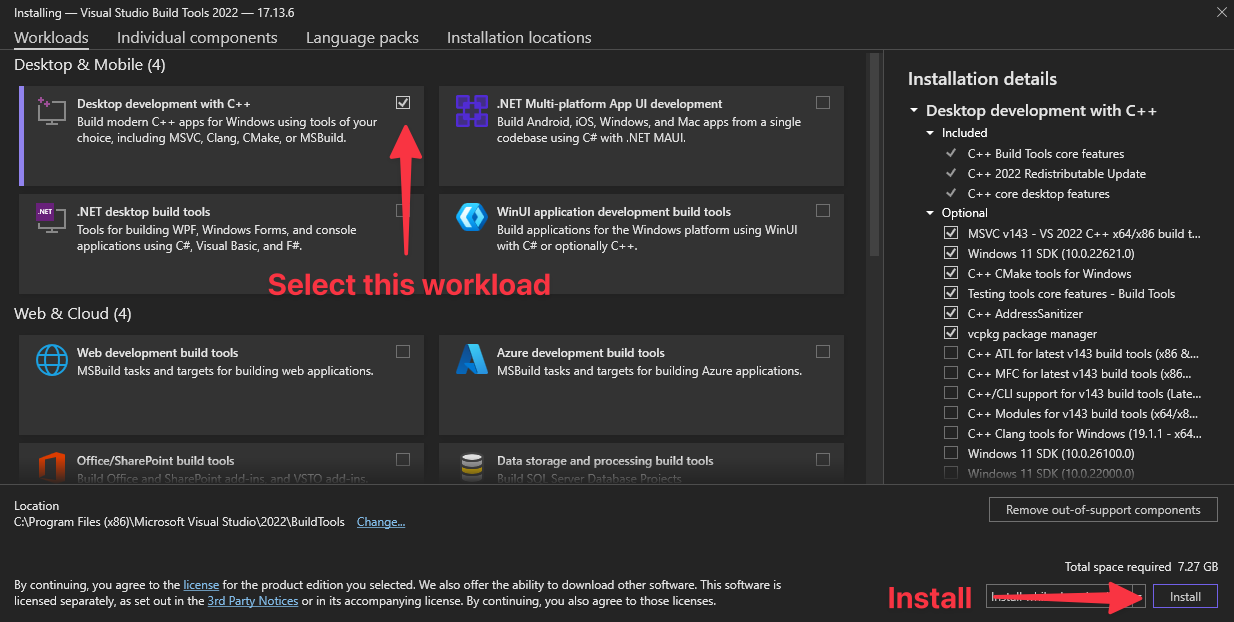 Installing — Visual Studio Build Tools 2022 — 17.13.6
Workloads
Individual components
Language packs
Installation locations
Desktop & Mobile (4)
Desktop development with C++
Build modern C++ apps for Windows using tools of your
choice, including MSVC, Clang, CMake, or MSBuild.
.NET Multi-platform App UI development
Build Android, iOS, Windows, and Mac apps from a single
codebase using C# with .NET MAUI.
.NET
.NET desktop build tools
Tools for building WPF, Windows Forms, and console
applications using C#, Visual Basic, and F#.
WinUI application development build tools
Build applications for the Windows platform using WinUI
with C# or optionally C++.
Select this workload
Web & Cloud (4)
Web development build tools
MSBuild tasks and targets for building web applications.
Azure development build tools
MSBuild tasks and targets for building Azure applications.
Office/SharePoint build tools
Build Office and SharePoint add-ins, and VSTO add-ins.
Data storage and processing build tools
Build SQL Server Database Projects
Installation details
Desktop development with C++
Included
C++ Build Tools core features
C++ 2022 Redistributable Update
C++ core desktop features
Optional
MSVC v143 - VS 2022 C++ x64/x86 build t...
Windows 11 SDK (10.0.22621.0)
C++ CMake tools for Windows
Testing tools core features - Build Tools
C++ AddressSanitizer
vcpkg package manager
C++ ATL for latest v143 build tools (x86 &...
C++ MFC for latest v143 build tools (x86...
C++/CLI support for v143 build tools (Late...
C++ Modules for v143 build tools (x64/x8...
C++ Clang tools for Windows (19.1.1 - x64...
Windows 11 SDK (10.0.26100.0)
Windows 11 SDK (10.0.22000.0)
Location
C:\Program Files (x86)\Microsoft Visual Studio\2022\BuildTools Change...
Remove out-of-support components
Total space required 7.27 GB
By continuing, you agree to the license for the product edition you selected. We also offer the ability to download other software. This software is
licensed separately, as set out in the 3rd Party Notices or in its accompanying license. By continuing, you also agree to those licenses.
Install
Install while
Install